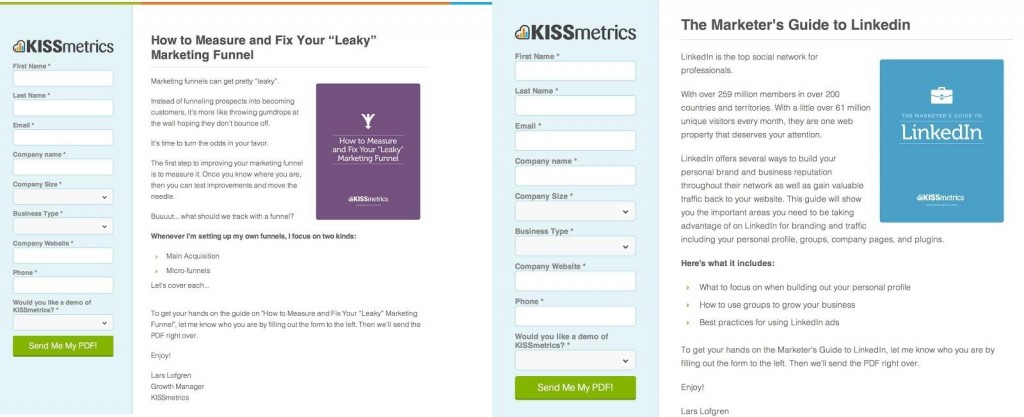 KISSmetrics
First Name *
Last Name *
Email *
Company name *
Company Size *
Business Type *
Company Website *
Phone *
Would you like a demo of
KISSmetrics? *
Send Me My PDF!
How to Measure and Fix Your “Leaky”
Marketing Funnel
Marketing funnels can get pretty “leaky”.
Instead of funneling prospects into becoming
customers, it's more like throwing gumdrops at
the wall hoping they don't bounce off.
It's time to turn the odds in your favor.
The first step to improving your marketing funnel
is to measure it. Once you know where you are,
then you can test improvements and move the
needle.
Buuuut... what should we track with a funnel?
How to Measure
and Fix Your “Leaky”
Marketing Funnel
KISSmetrics
Whenever I'm setting up my own funnels, I focus on two kinds:
Main Acquisition
Micro-funnels
Let's cover each...
To get your hands on the guide on "How to Measure and Fix Your “Leaky” Marketing
Funnel", let me know who you are by filling out the form to the left. Then we'll send the
PDF right over.
Enjoy!
Lars Lofgren
Growth Manager
KISSmetrics
KISSmetrics
First Name *
Last Name *
Email *
Company name *
Company Size *
Business Type *
Company Website *
Phone *
Would you like a demo of
KISSmetrics? *
Send Me My PDF!
The Marketer's Guide to Linkedin
LinkedIn is the top social network for
professionals.
With over 259 million members in over 200
countries and territories. With a little over 61 million
unique visitors every month, they are one web
property that deserves your attention.
LinkedIn offers several ways to build your
personal brand and business reputation
throughout their network as well as gain valuable
traffic back to your website. This guide will show
you the important areas you need to be taking
advantage of on LinkedIn for branding and traffic
including your personal profile, groups, company pages, and plugins.
THE MARKETER'S GUIDE TO
LinkedIn
KISSmetrics
Here's what it includes:
What to focus on when building out your personal profile
How to use groups to grow your business
Best practices for using LinkedIn ads
To get your hands on the Marketer's Guide to LinkedIn, let me know who you are by
filling out the form to the left. Then we'll send the PDF right over.
Enjoy!
Lars Lofgren